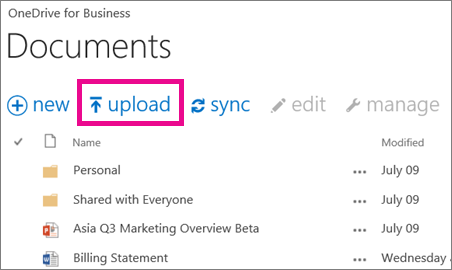 OneDrive for Business
Documents
new upload sync edit manage
Name Modified
Personal ... July 09
Shared with Everyone ... July 09
Asia Q3 Marketing Overview Beta ... July 09
Billing Statement ... Wednesday a